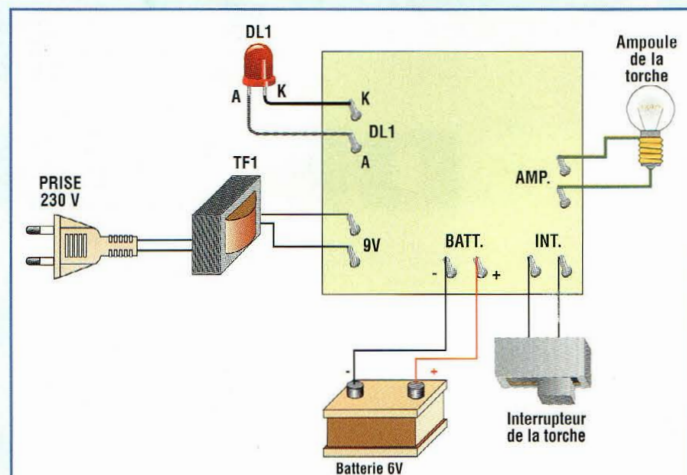 DL1
A
K
K
DL1
A
Ampoule
de la
torche
AMP.
PRISE
230 V
TF1
9V
BATT.
-
+
INT.
-
+
Batterie 6V
Interrupteur
de la torche